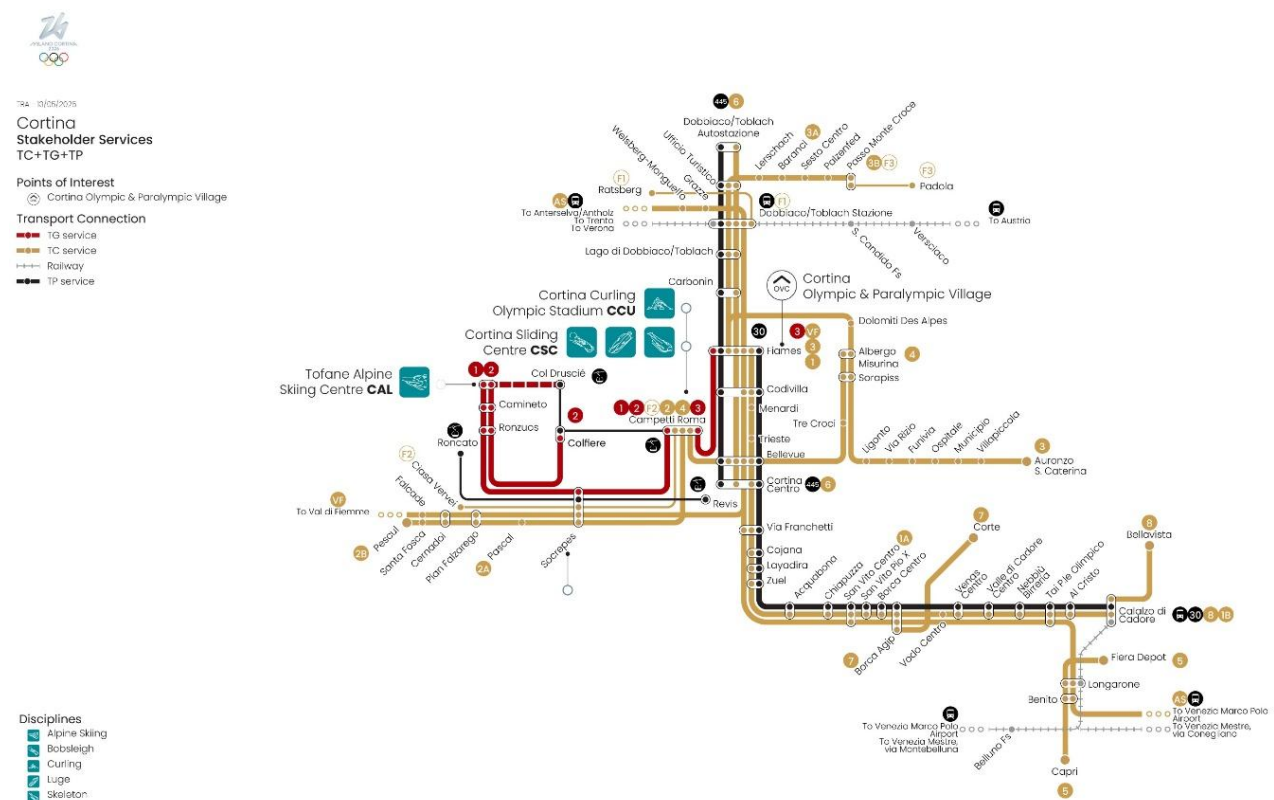 MILANO CORTINA
2026
TRA 13/05/2025
Cortina
Stakeholder Services
TC+TG+TP
Points of Interest
Cortina Olympic & Paralympic Village
Transport Connection
TG service
TC service
Railway
TP service
445 6
Dobbiaco/Toblach
Autostazione
Welsberg-Monguelfo
Grazze
Ufficio Turistico
Lerschach
Baranci
3A
Sesto Centro
Polzenfed
Passo Monte Croce
3B F3
F3
Padola
F1
Ratsberg
AS
To Anterselva/Antholz
To Trento
To Verona
F1
Dobbiaco/Toblach Stazione
To Austria
S. Candido Fs
Versciaco
Lago di Dobbiaco/Toblach
Carbonin
OVC
Cortina
Olympic & Paralympic Village
Cortina Curling
Olympic Stadium CCU
Cortina Sliding
Centre CSC
Dolomiti Des Alpes
30
3 VF
3
1
Fiames
Albergo
Misurina
4
Sorapiss
Tofane Alpine
Skiing Centre CAL
1 2
Col Drusciè
Codivilla
Menardi
Tre Croci
Trieste
Bellevue
Comineto
Ronzucs
2
Colfiere
1 2 F2 2 4 3
Campetti Roma
Roncato
Ligonto
Via Rizio
Funivia
Ospitale
Municipio
Villapiccola
3
Auronzo
S. Caterina
Cortina
Centro
445 6
Revis
F2
Ciasa Vervei
Falcade
VF
To Val di Fiemme
2B
Pescul
Santa Fosca
Cernadoi
Pian Falzarego
2A
Pascal
Socrepes
Via Franchetti
Cojana
Layadira
Zuel
Acquabona
Chiapuzza
San Vito Centro
1A
San Vito Pio X
Borca Centro
7
Corte
Venas
Centro
Valle di Cadore
Centro
Nebbiù
Birreria
Tai P.le Olimpico
Al Cristo
8
Bellavista
Calalzo di
Cadore
30 8 1B
7
Borca Agip
Vodo Centro
Fiera Depot
5
Longarone
Benito
AS
To Venezia Marco Polo
Airport
To Venezia Mestre,
via Conegliano
To Venezia Marco Polo
Airport
To Venezia Mestre,
via Montebelluna
Belluno Fs
Capri
5
Disciplines
Alpine Skiing
Bobsleigh
Curling
Luge
Skeleton